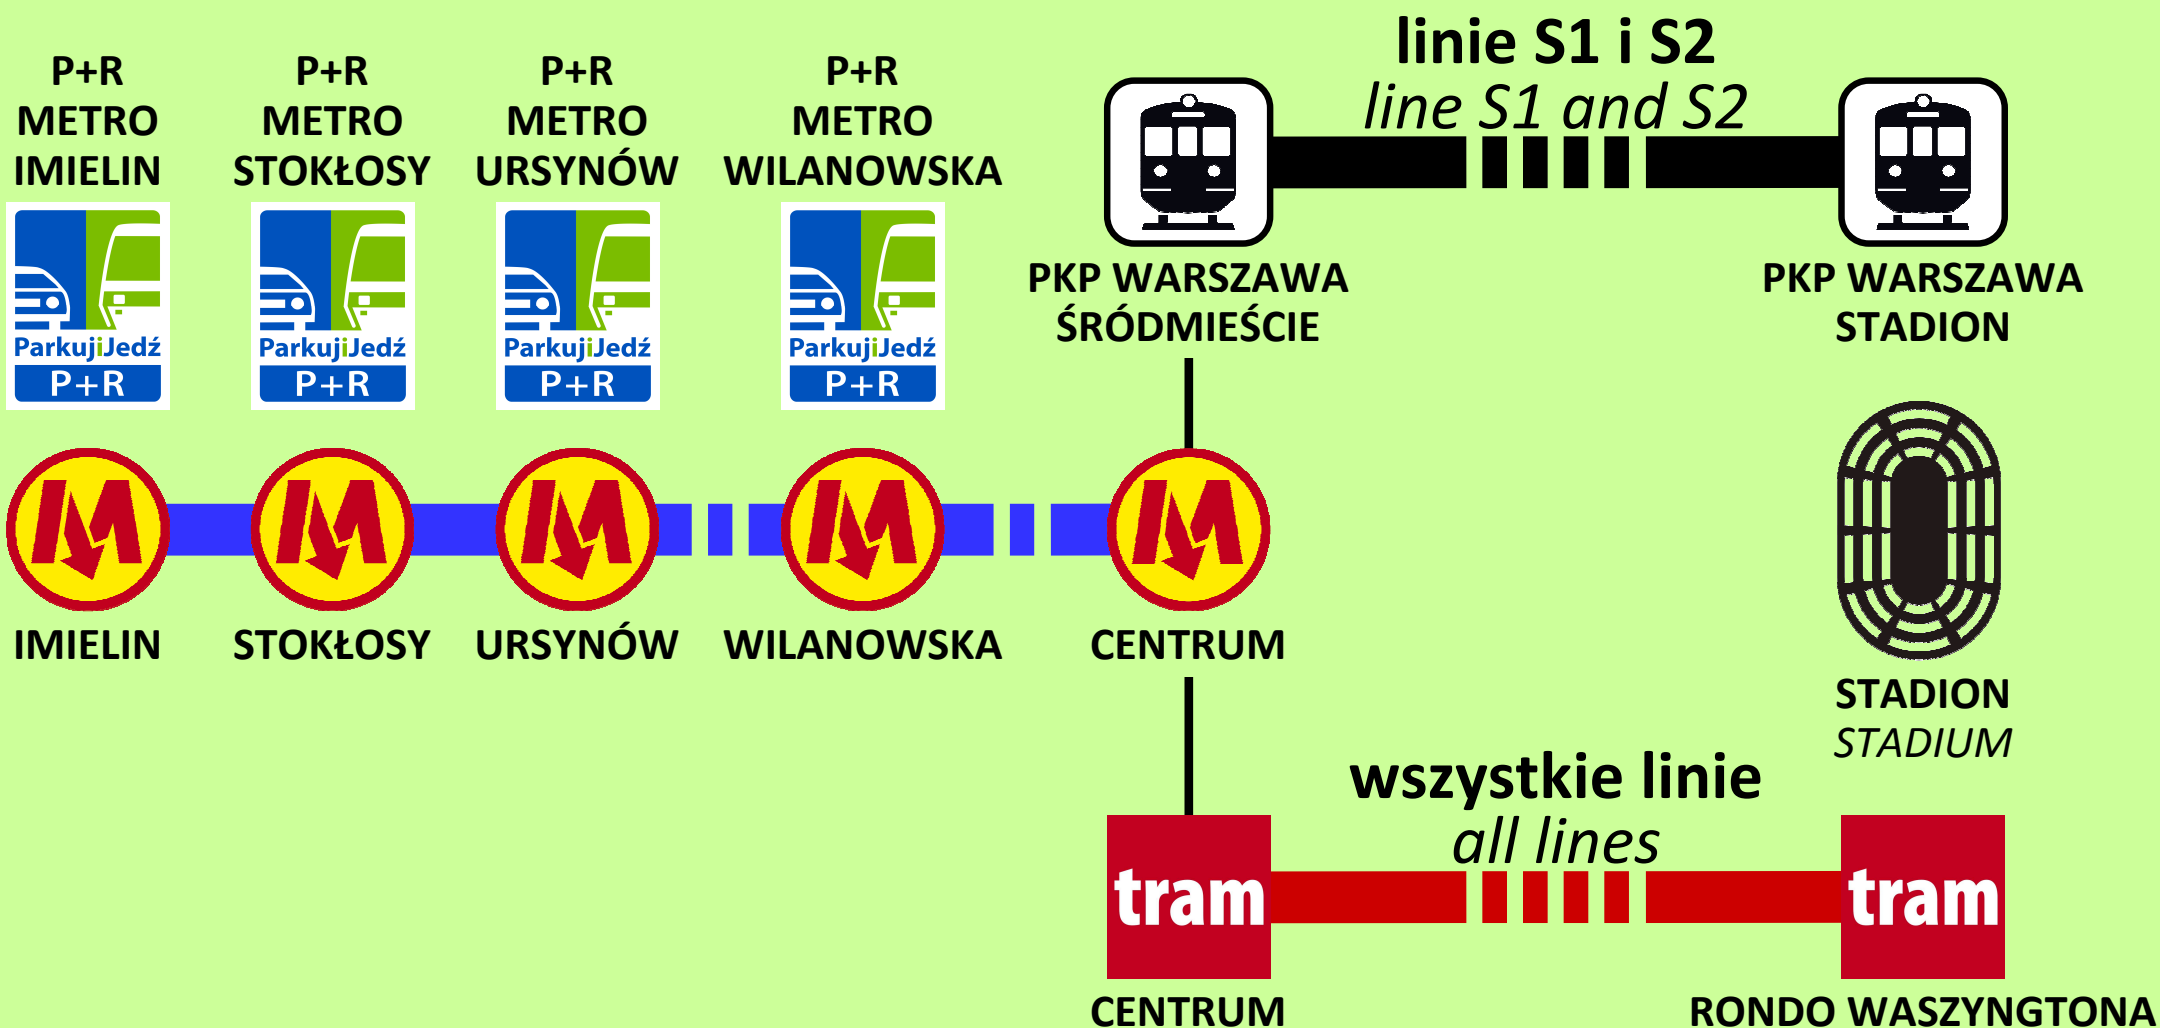 P+R
METRO
IMIELIN
P+R
METRO
STOKŁOSY
P+R
METRO
URSYNÓW
P+R
METRO
WILANOWSKA
linie S1 i S2
line S1 and S2
ParkujiJedź
P+R
ParkujiJedź
P+R
ParkujiJedź
P+R
ParkujiJedź
P+R
PKP WARSZAWA
ŚRÓDMIEŚCIE
PKP WARSZAWA
STADION
M
M
M
M
M
IMIELIN
STOKŁOSY
URSYNÓW
WILANOWSKA
CENTRUM
STADION
STADIUM
wszystkie linie
all lines
tram
tram
CENTRUM
RONDO WASZYNGTONA